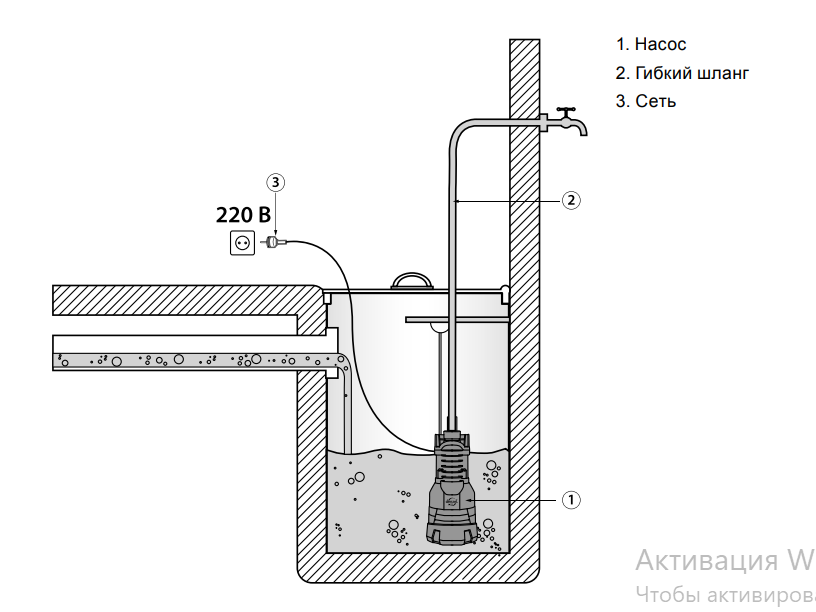 1. Насос
2. Гибкий шланг
3. Сеть
3
220 В
2
1
Активация W
Чтобы активирова